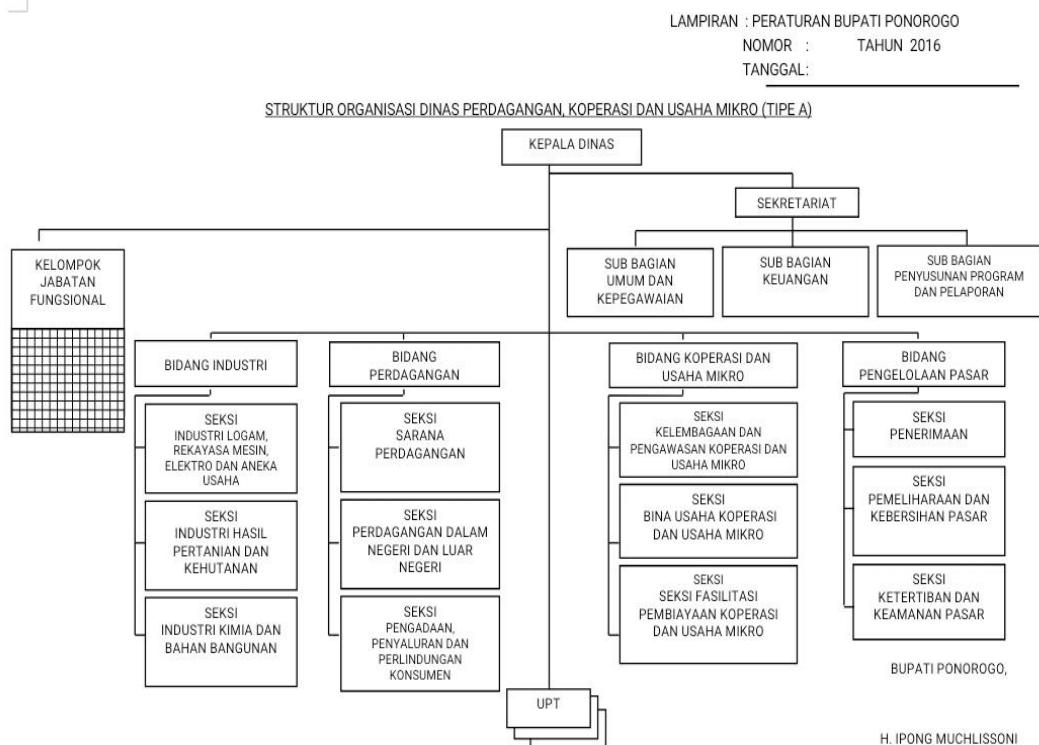 LAMPIRAN : PERATURAN BUPATI PONOROGO
NOMOR : TAHUN 2016
TANGGAL:
STRUKTUR ORGANISASI DINAS PERDAGANGAN, KOPERASI DAN USAHA MIKRO (TIPE A)
KEPALA DINAS
SEKRETARIAT
KELOMPOK
JABATAN
FUNGSIONAL
SUB BAGIAN
UMUM DAN
KEPEGAWAIAN
SUB BAGIAN
KEUANGAN
SUB BAGIAN
PENYUSUNAN PROGRAM
DAN PELAPORAN
BIDANG INDUSTRI
SEKSI
INDUSTRI LOGAM,
REKAYASA MESIN,
ELEKTRO DAN ANEKA
USAHA
SEKSI
INDUSTRI HASIL
PERTANIAN DAN
KEHUTANAN
SEKSI
INDUSTRI KIMIA DAN
BAHAN BANGUNAN
BIDANG
PERDAGANGAN
SEKSI
SARANA
PERDAGANGAN
SEKSI
PERDAGANGAN DALAM
NEGERI DAN LUAR
NEGERI
SEKSI
PENGADAAN,
PENYALURAN DAN
PERLINDUNGAN
KONSUMEN
BIDANG KOPERASI DAN
USAHA MIKRO
SEKSI
KELEMBAGAAN DAN
PENGAWASAN KOPERASI DAN
USAHA MIKRO
SEKSI
BINA USAHA KOPERASI
DAN USAHA MIKRO
SEKSI
SEKSI FASILITASI
PEMBIAYAAN KOPERASI
DAN USAHA MIKRO
BIDANG
PENGELOLAAN PASAR
SEKSI
PENERIMAAN
SEKSI
PEMELIHARAAN DAN
KEBERSIHAN PASAR
SEKSI
KETERTIBAN DAN
KEAMANAN PASAR
UPT
BUPATI PONOROGO,
H. IPONG MUCHLISSONI